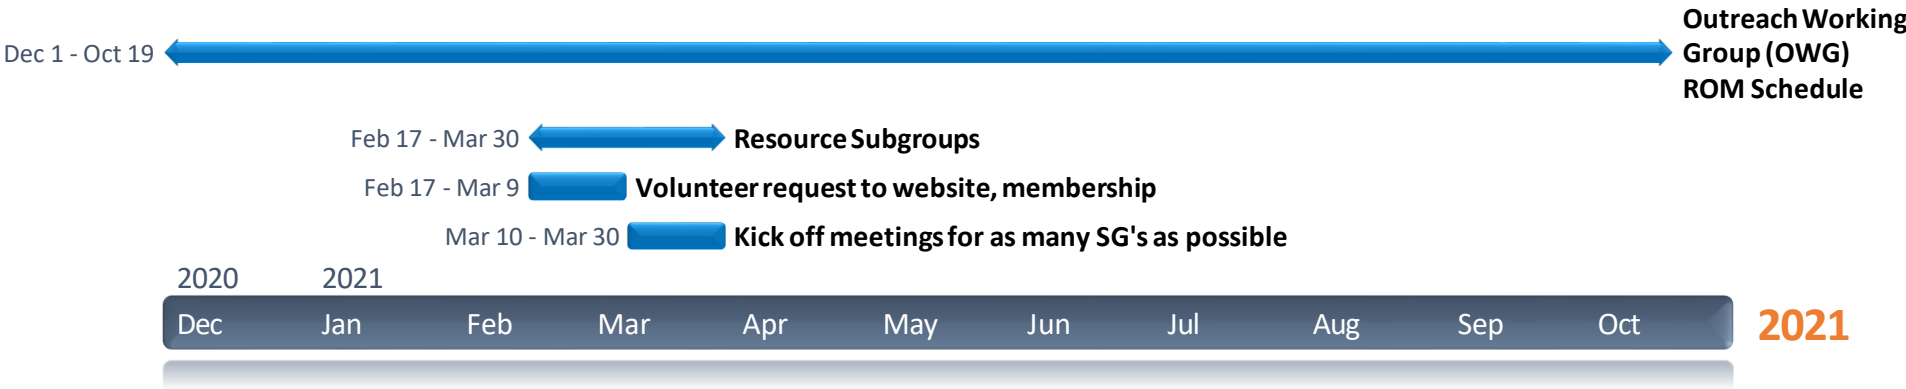 Dec 1 - Oct 19
Outreach Working
Group (OWG)
ROM Schedule
Feb 17 - Mar 30 Resource Subgroups
Feb 17 - Mar 9 Volunteer request to website, membership
Mar 10 - Mar 30 Kick off meetings for as many SG's as possible
2020 2021
Dec Jan Feb Mar Apr May Jun Jul Aug Sep Oct 2021